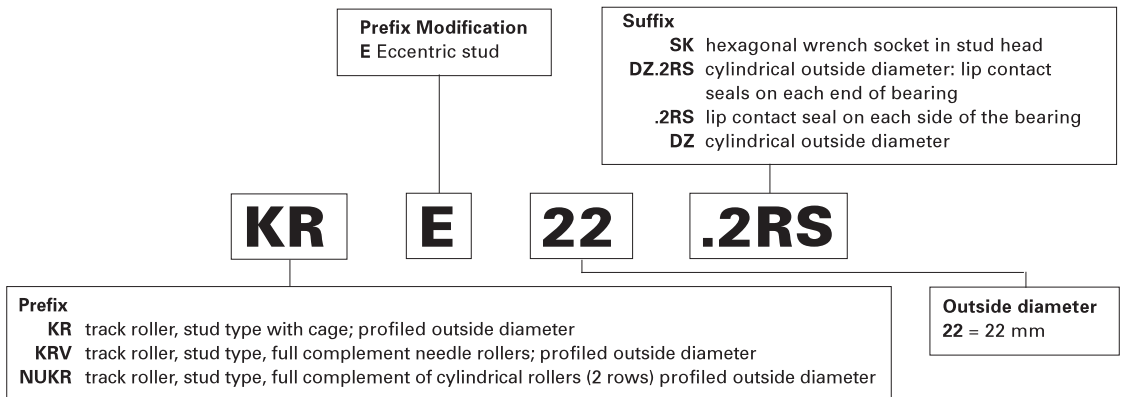 Prefix Modification
E Eccentric stud
Suffix
SK hexagonal wrench socket in stud head
DZ.2RS cylindrical outside diameter: lip contact
seals on each end of bearing
.2RS lip contact seal on each side of the bearing
DZ cylindrical outside diameter
KR E 22 .2RS
Prefix
KR track roller, stud type with cage; profiled outside diameter
KRV track roller, stud type, full complement needle rollers; profiled outside diameter
NUKR track roller, stud type, full complement of cylindrical rollers (2 rows) profiled outside diameter
Outside diameter
22 = 22 mm